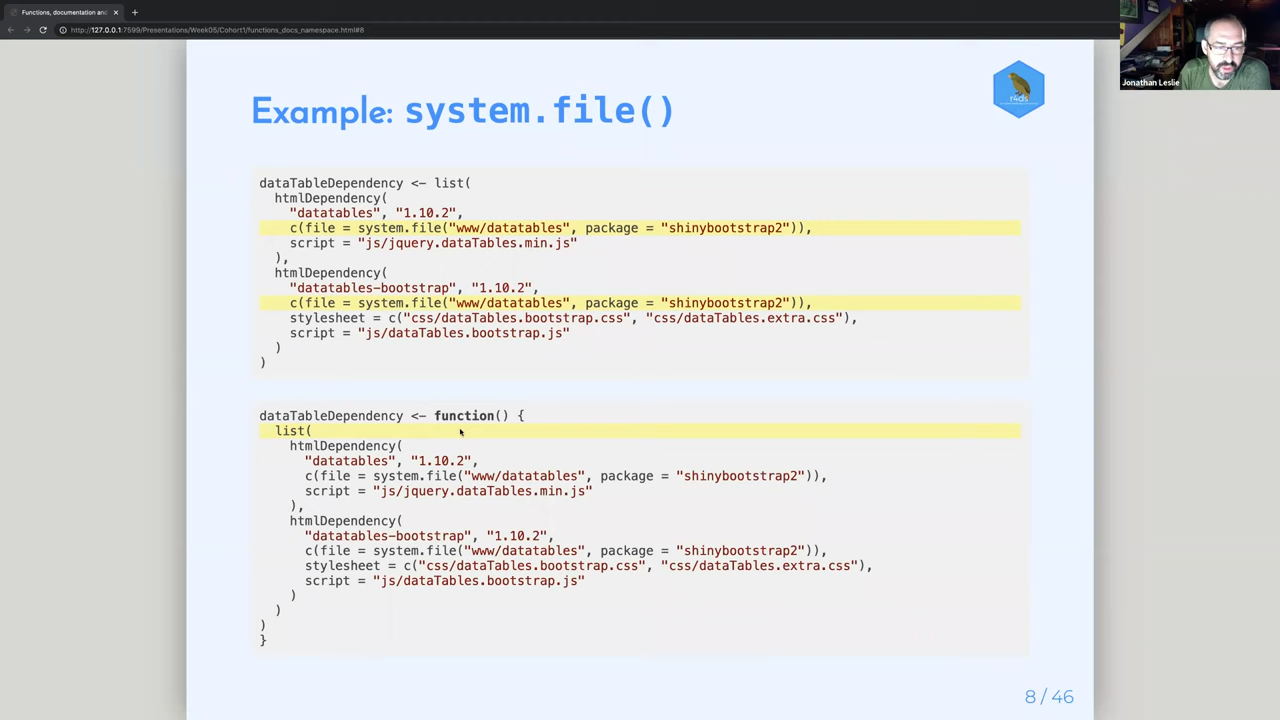 Functions, documentation and
http://127.0.0.1:7599/Presentations/Week05/Cohort1/functions_docs_namespace.html#8
Jonathan Leslie
r4ds
Example: system.file()
dataTableDependency <- list(
  htmlDependency(
    "datatables", "1.10.2",
    c(file = system.file("www/datatables", package = "shinybootstrap2")),
    script = "js/jquery.dataTables.min.js"
  ),
  htmlDependency(
    "datatables-bootstrap", "1.10.2",
    c(file = system.file("www/datatables", package = "shinybootstrap2")),
    stylesheet = c("css/dataTables.bootstrap.css", "css/dataTables.extra.css"),
    script = "js/dataTables.bootstrap.js"
  )
)
dataTableDependency <- function() {
  list(
    htmlDependency(
      "datatables", "1.10.2",
      c(file = system.file("www/datatables", package = "shinybootstrap2")),
      script = "js/jquery.dataTables.min.js"
    ),
    htmlDependency(
      "datatables-bootstrap", "1.10.2",
      c(file = system.file("www/datatables", package = "shinybootstrap2")),
      stylesheet = c("css/dataTables.bootstrap.css", "css/dataTables.extra.css"),
      script = "js/dataTables.bootstrap.js"
    )
  )
)
}
8 / 46